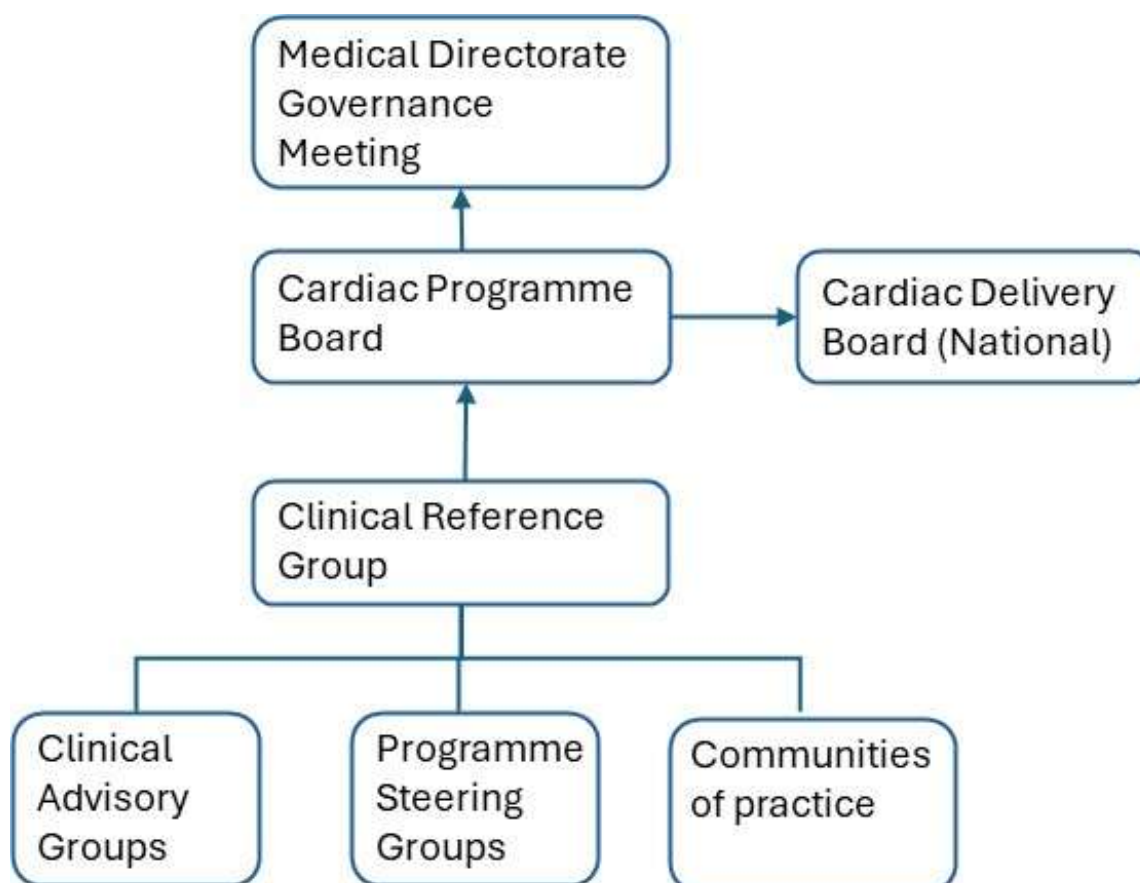 Medical Directorate
Governance
Meeting
Cardiac Programme
Board
Cardiac Delivery
Board (National)
Clinical Reference
Group
Clinical
Advisory
Groups
Programme
Steering
Groups
Communities
of practice